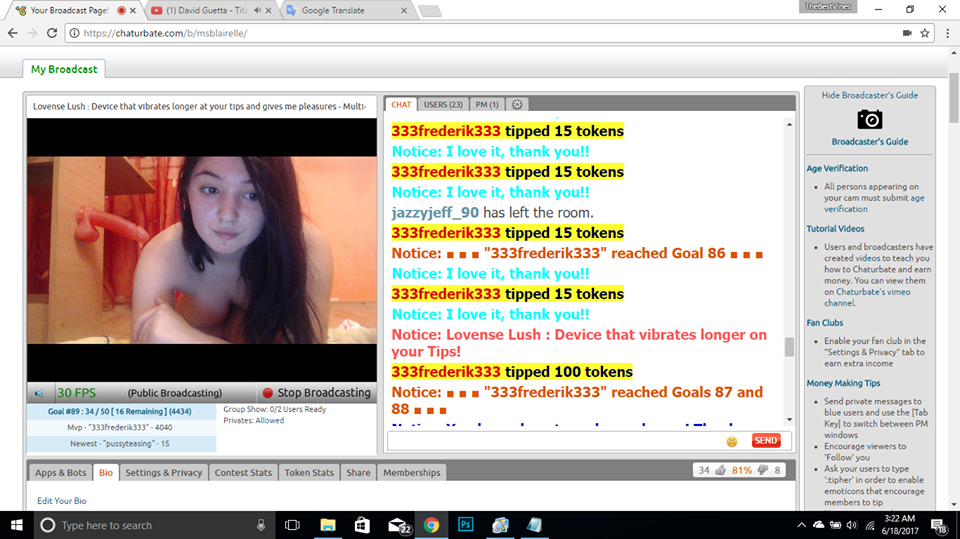 Your Broadcast Page!
(1) David Guetta - Tita
Google Translate
TheBestVines
https://chaturbate.com/b/msblairelle/
My Broadcast
Lovense Lush : Device that vibrates longer at your tips and gives me pleasures - Multi-
30 FPS
(Public Broadcasting)
Stop Broadcasting
Goal #89 : 34 / 50 [ 16 Remaining ] (4434)
Mvp - "333frederik333" - 4040
Newest - "pussyteasing" - 15
Group Show: 0/2 Users Ready
Privates: Allowed
CHAT
USERS (23)
PM (1)
333frederik333 tipped 15 tokens
Notice: I love it, thank you!!
333frederik333 tipped 15 tokens
Notice: I love it, thank you!!
jazzyjeff_90 has left the room.
333frederik333 tipped 15 tokens
Notice: ■ ■ ■ "333frederik333" reached Goal 86 ■ ■ ■
Notice: I love it, thank you!!
333frederik333 tipped 15 tokens
Notice: I love it, thank you!!
Notice: Lovense Lush : Device that vibrates longer on
your Tips!
333frederik333 tipped 100 tokens
Notice: ■ ■ ■ "333frederik333" reached Goals 87 and
88 ■ ■ ■
SEND
Hide Broadcaster's Guide
Broadcaster's Guide
Age Verification
All persons appearing on
your cam must submit age
verification
Tutorial Videos
Users and broadcasters have
created videos to teach you
how to Chaturbate and earn
money. You can view them
on Chaturbate's vimeo
channel.
Fan Clubs
Enable your fan club in the
"Settings & Privacy" tab to
earn extra income
Money Making Tips
Send private messages to
blue users and use the [Tab
Key] to switch between PM
windows
Encourage viewers to
'Follow' you
Ask your users to type
':tipher' in order to enable
emoticons that encourage
members to tip
Apps & Bots
Bio
Settings & Privacy
Contest Stats
Token Stats
Share
Memberships
34
81%
8
Edit Your Bio
Type here to search
22
Ps
3:22 AM
6/18/2017
18